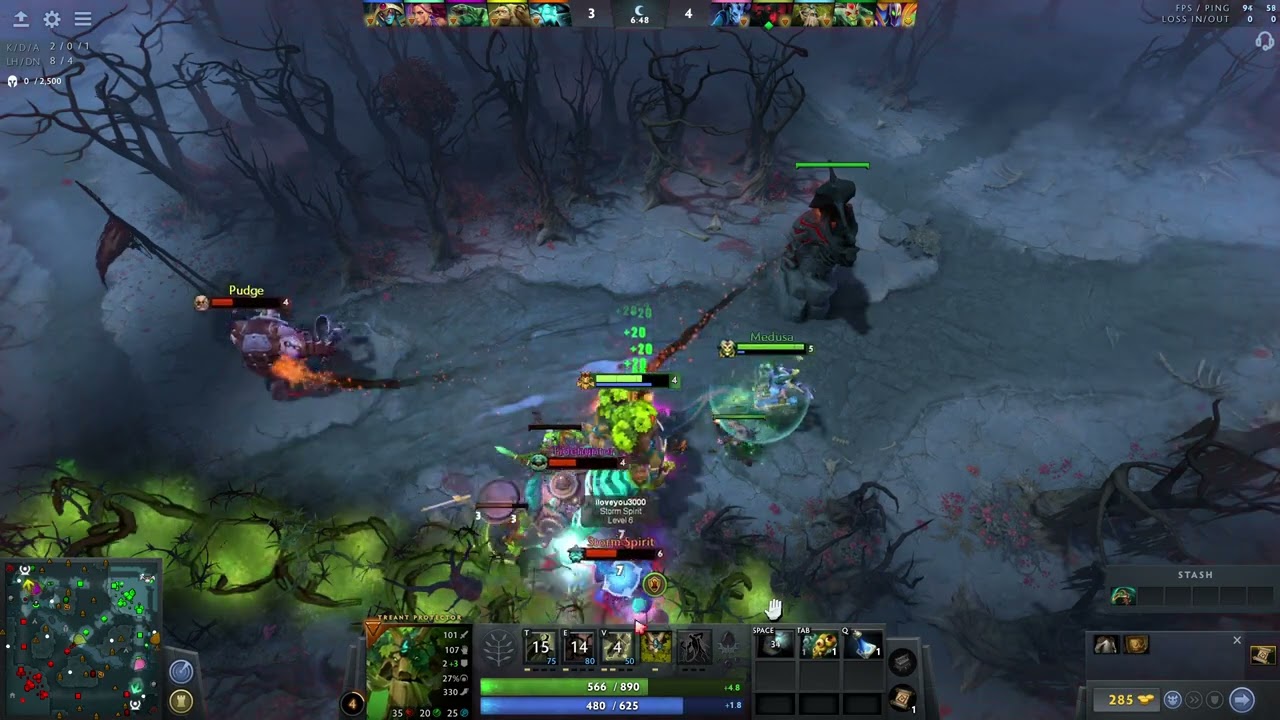 3
6:48
4
FPS / PING 94 58
LOSS IN/OUT 0 0
K/D/A 2 / 0 / 1
LH/DN 8 / 4
0 / 2,500
Pudge
4
+20
+20
+20
Medusa
5
4
4
3
3
iloveyou3000
Storm Spirit
Level 6
7
Storm Spirit
6
7
STASH
TREANT PROTECTOR
101
107
2 +3
27%
330
35 20 25
4
T
15
75
E
14
80
V
4
50
SPACE
TAB
1
Q
1
1
566 / 890
+4.8
480 / 625
+1.8
285